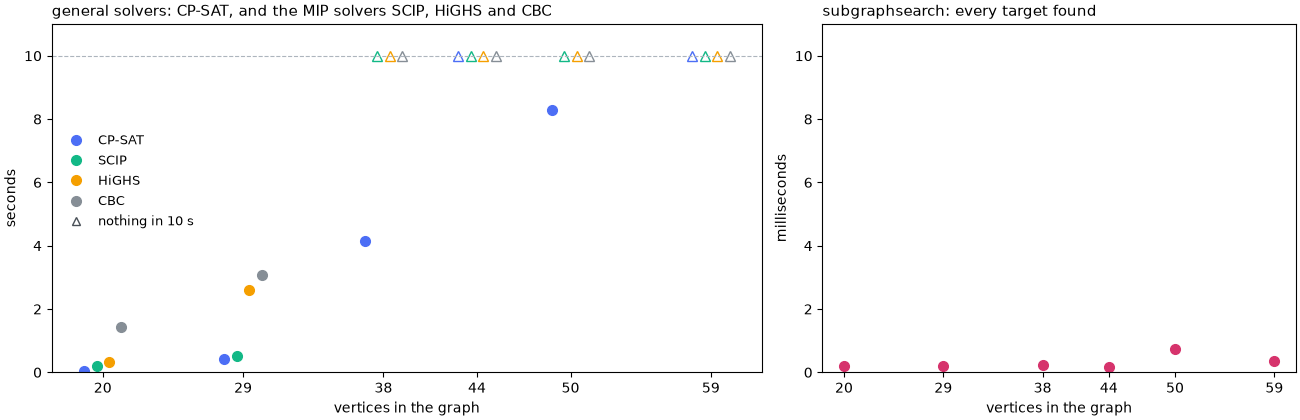 general solvers: CP-SAT, and the MIP solvers SCIP, HiGHS and CBC
seconds
10
8
6
4
2
0
CP-SAT
SCIP
HiGHS
CBC
nothing in 10 s
20 29 38 44 50 59
vertices in the graph
subgraphsearch: every target found
milliseconds
10
8
6
4
2
0
20 29 38 44 50 59
vertices in the graph